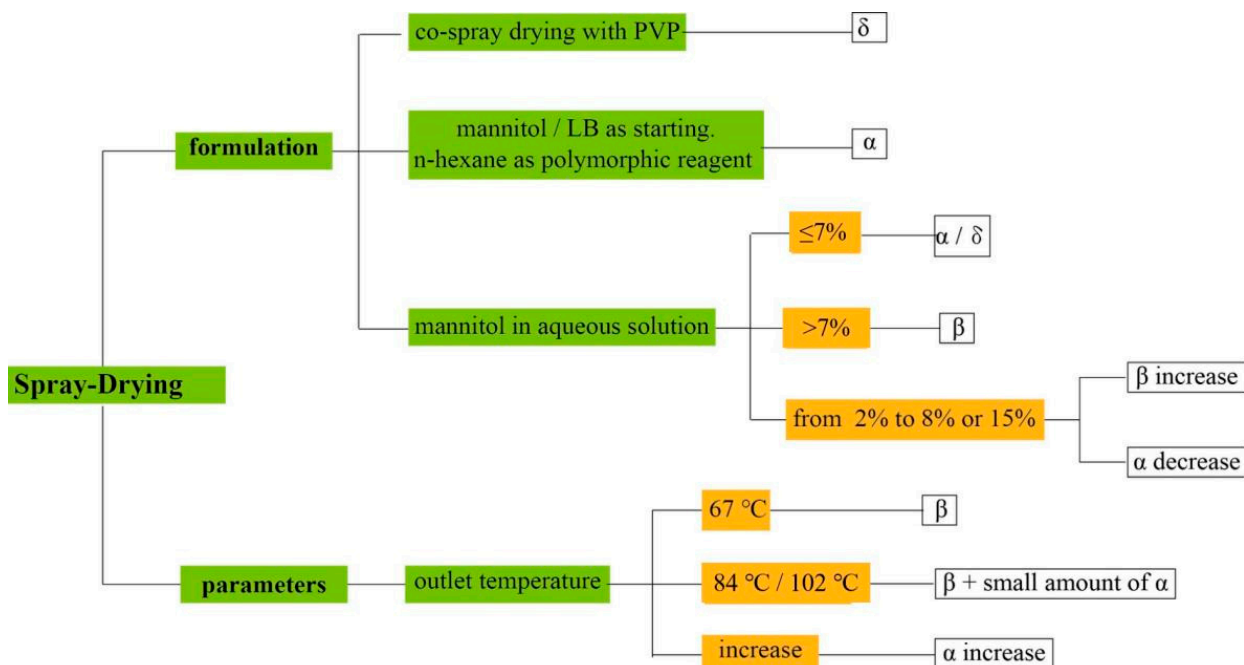 co-spray drying with PVP
δ
mannitol / LB as starting.
n-hexane as polymorphic reagent
α
formulation
≤7%
α / δ
mannitol in aqueous solution
>7%
β
Spray-Drying
from 2% to 8% or 15%
β increase
α decrease
67 ℃
β
parameters
outlet temperature
84 ℃ / 102 ℃
β + small amount of α
increase
α increase